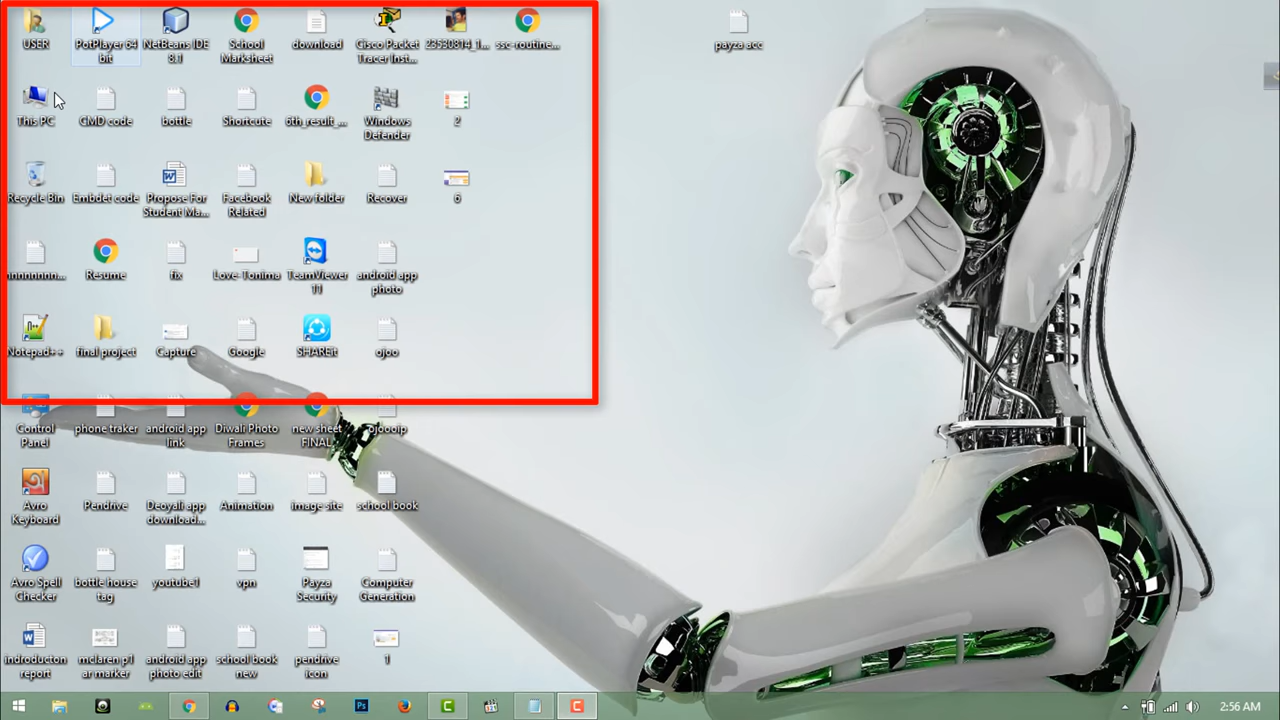 USER
PotPlayer 64
bit
NetBeans IDE
8.1
School
Marksheet
download
Cisco Packet
Tracer Inst...
23530814_1...
ssc-routine...
payza acc
This PC
CMD code
bottle
Shortcute
6th_result_...
Windows
Defender
2
Recycle Bin
Embdet code
Propose For
Student Ma...
Facebook
Related
New folder
Recover
6
nnnnnnnn...
Resume
fix
Love-Tonima
TeamViewer
11
android app
photo
Notepad++
final project
Capture
Google
SHAREit
ojoo
Control
Panel
phone traker
android app
link
Diwali Photo
Frames
new sheet
FINAL
ojoooip
Avro
Keyboard
Pendrive
Deoyali app
download...
Animation
image site
school book
Avro Spell
Checker
bottle house
tag
youtube1
vpn
Payza
Security
Computer
Generation
indroducton
report
mclaren p1
ar marker
android app
photo edit
school book
new
pendrive
icon
1
2:56 AM